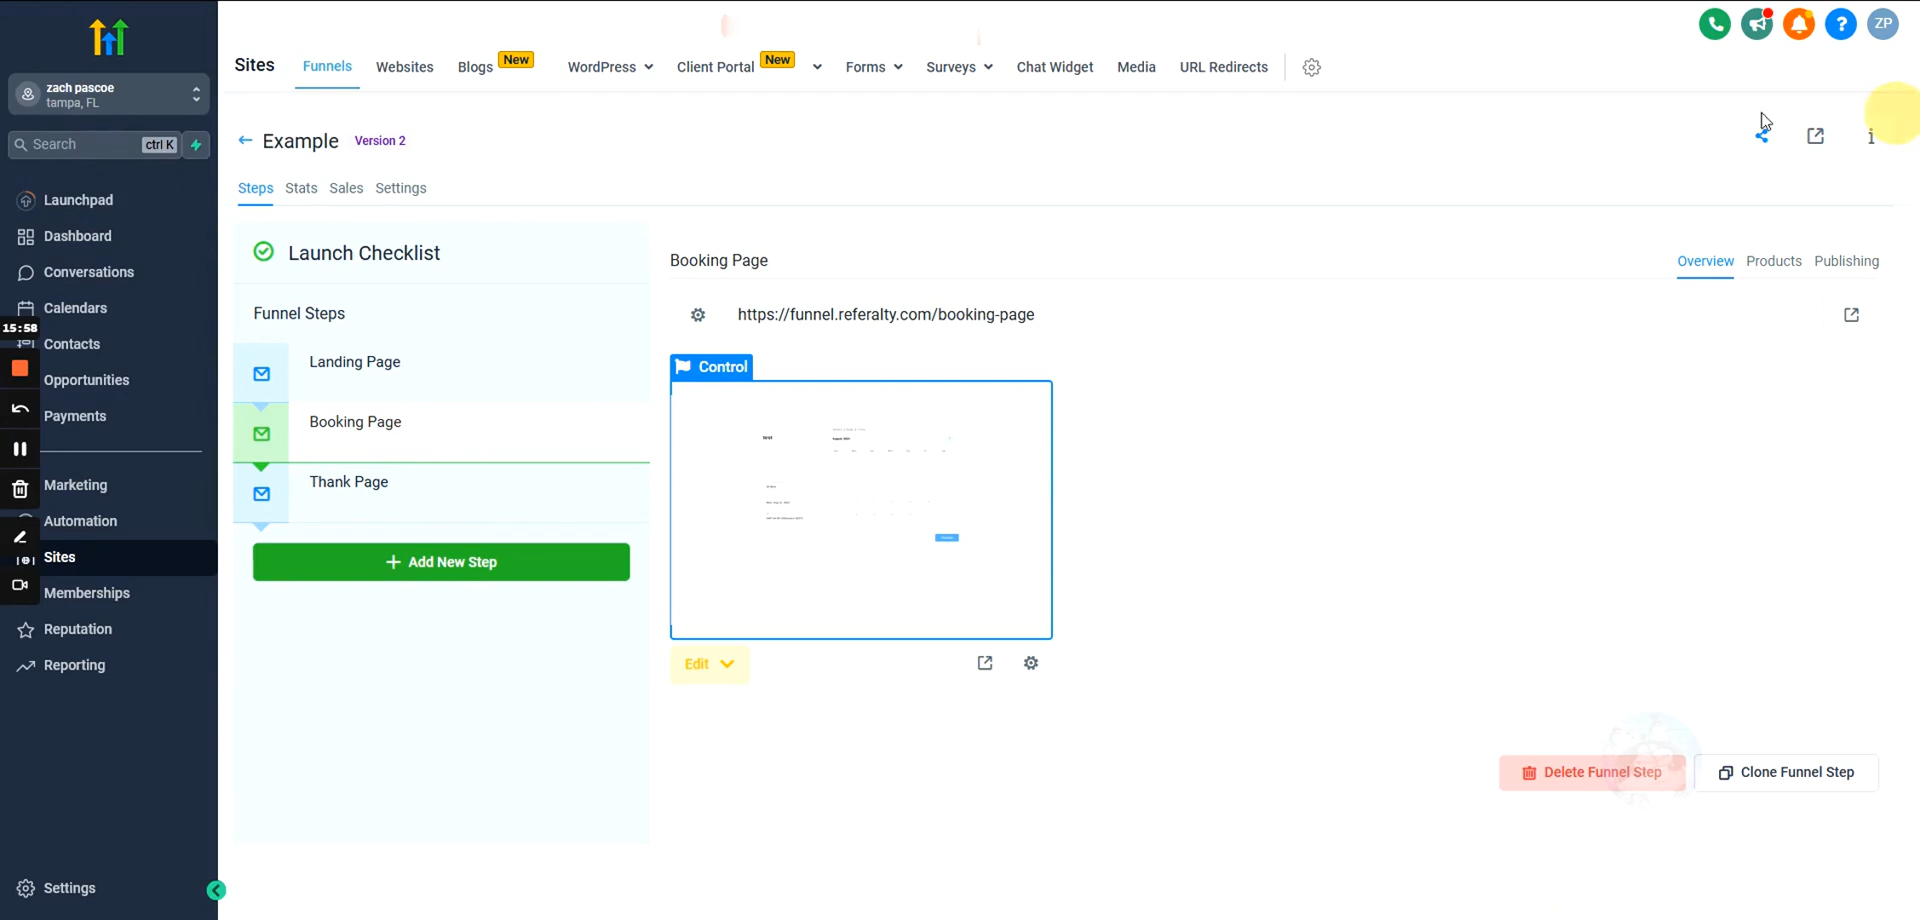 ZP
Sites Funnels Websites Blogs New WordPress Client Portal New Forms Surveys Chat Widget Media URL Redirects
zach pascoe
tampa, FL
Search ctrl K
Launchpad
Dashboard
Conversations
Calendars
15:58
Contacts
Opportunities
Payments
Marketing
Automation
Sites
Memberships
Reputation
Reporting
Settings
Example Version 2
Steps Stats Sales Settings
Launch Checklist
Funnel Steps
Landing Page
Booking Page
Thank Page
+ Add New Step
Booking Page
Overview Products Publishing
https://funnel.referalty.com/booking-page
Control
test
Edit
Delete Funnel Step
Clone Funnel Step